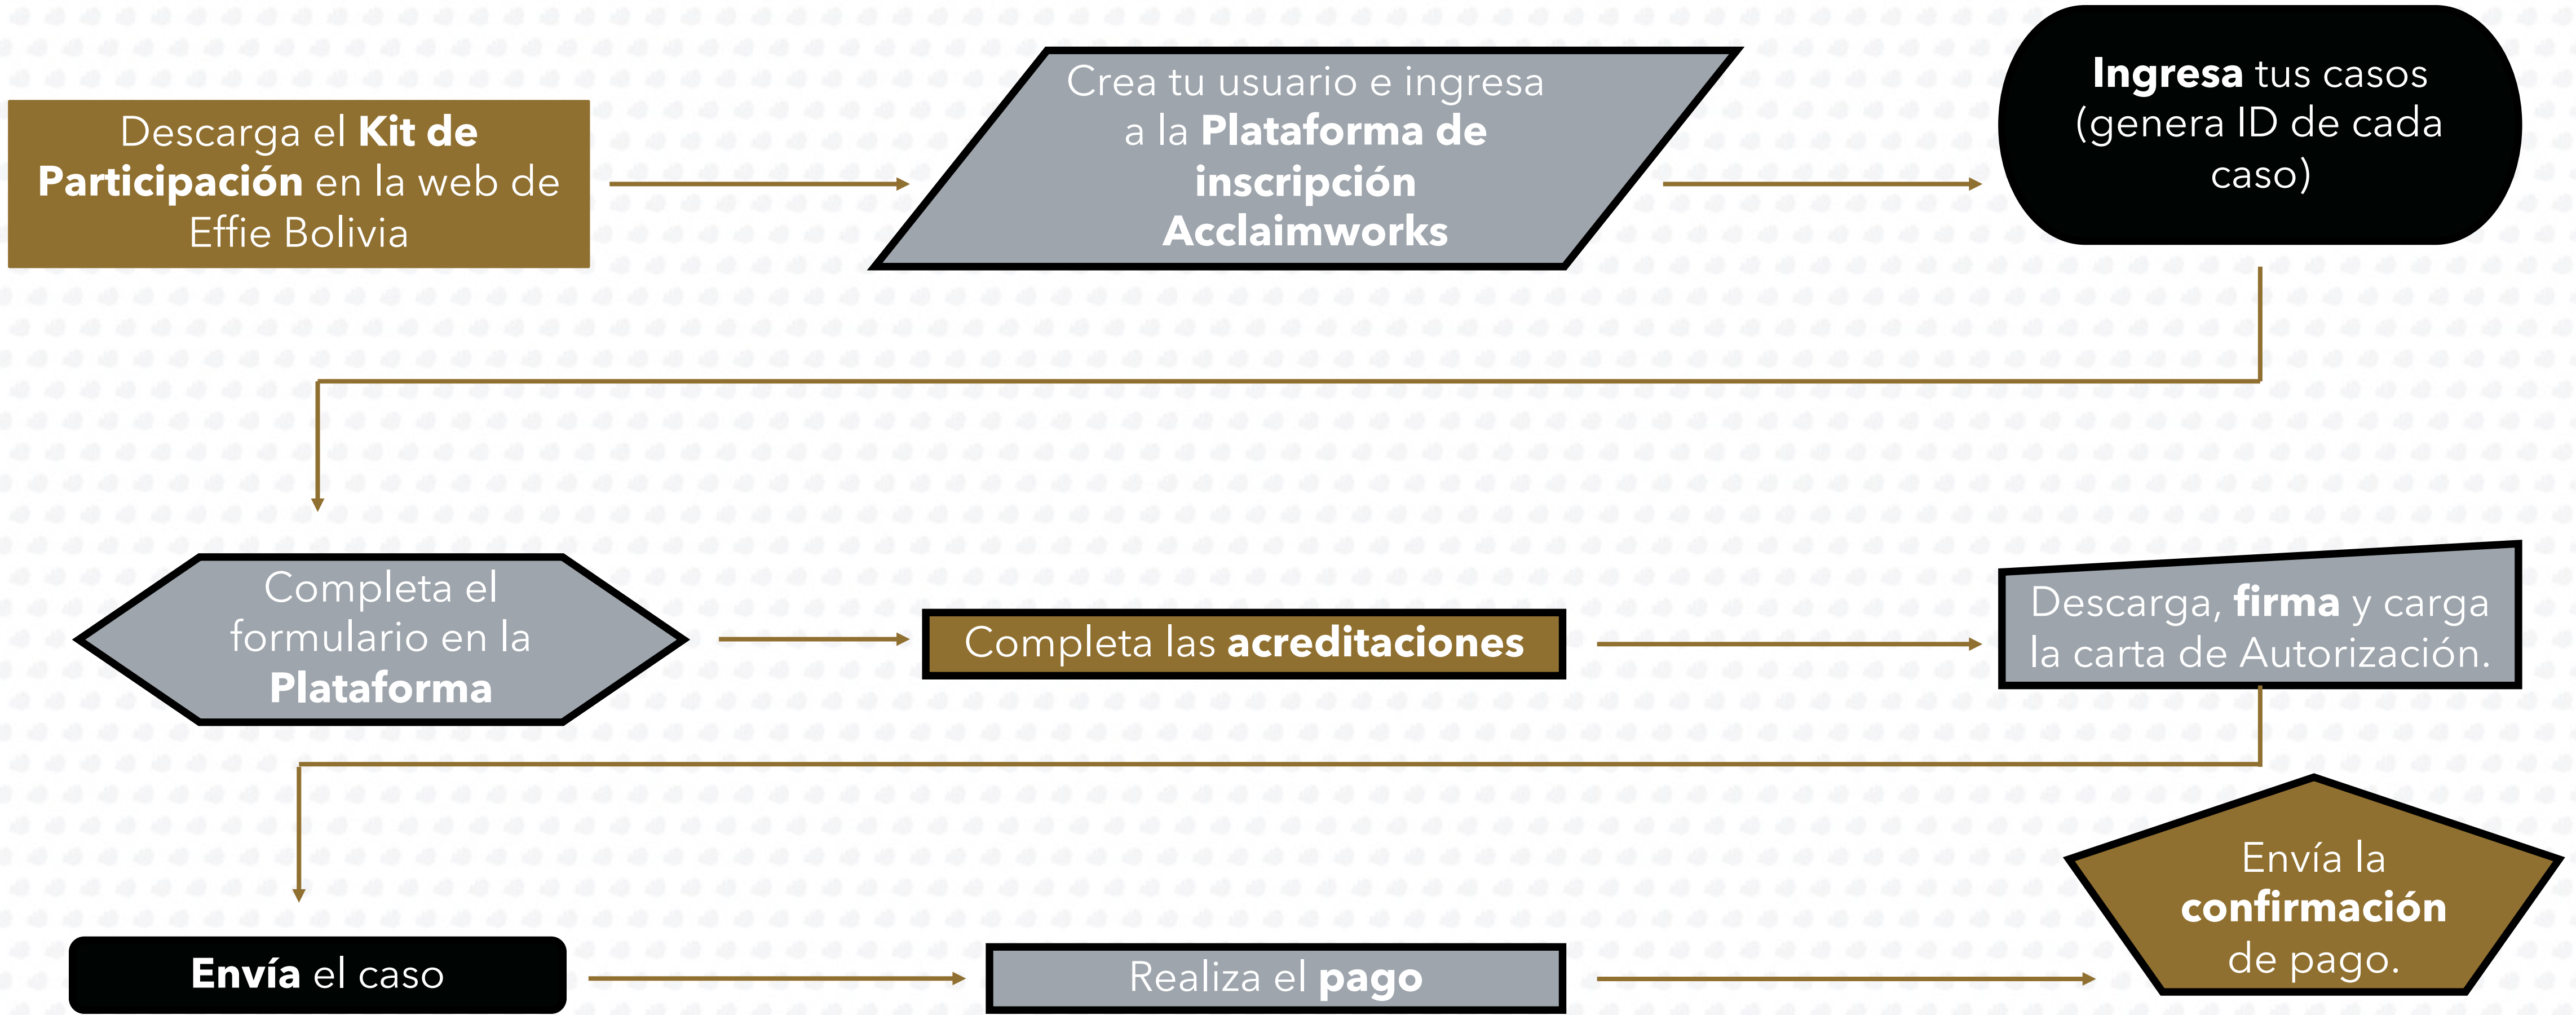 Descarga el Kit de
Participación en la web de
Effie Bolivia
Crea tu usuario e ingresa
a la Plataforma de
inscripción
Acclaimworks
Ingresa tus casos
(genera ID de cada
caso)
Completa el
formulario en la
Plataforma
Completa las acreditaciones
Descarga, firma y carga
la carta de Autorización.
Envía el caso
Realiza el pago
Envía la
confirmación
de pago.